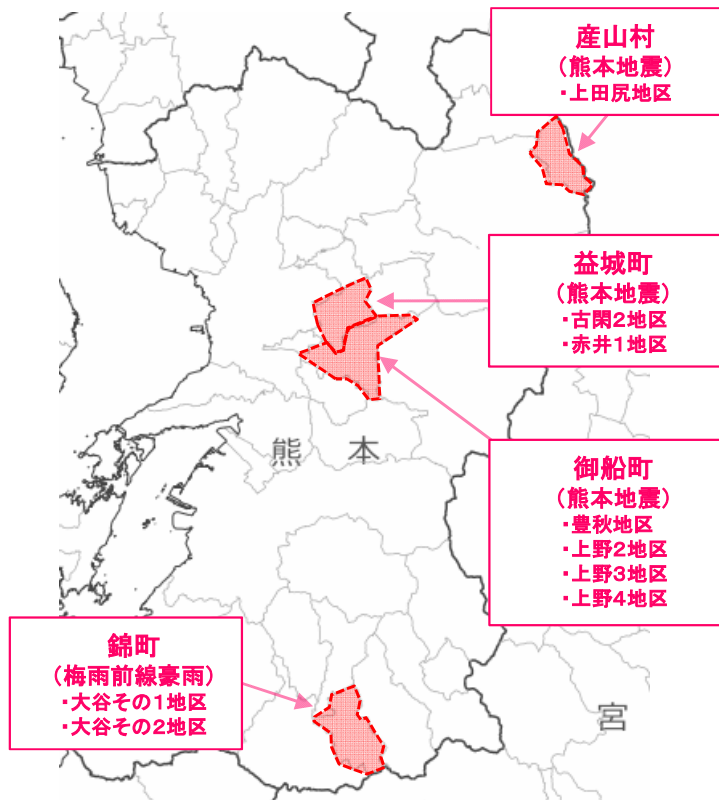 産山村
(熊本地震)
・上田尻地区
益城町
(熊本地震)
・古閑2地区
・赤井1地区
熊本
御船町
(熊本地震)
・豊秋地区
・上野2地区
・上野3地区
・上野4地区
錦町
(梅雨前線豪雨)
・大谷その1地区
・大谷その2地区
宮